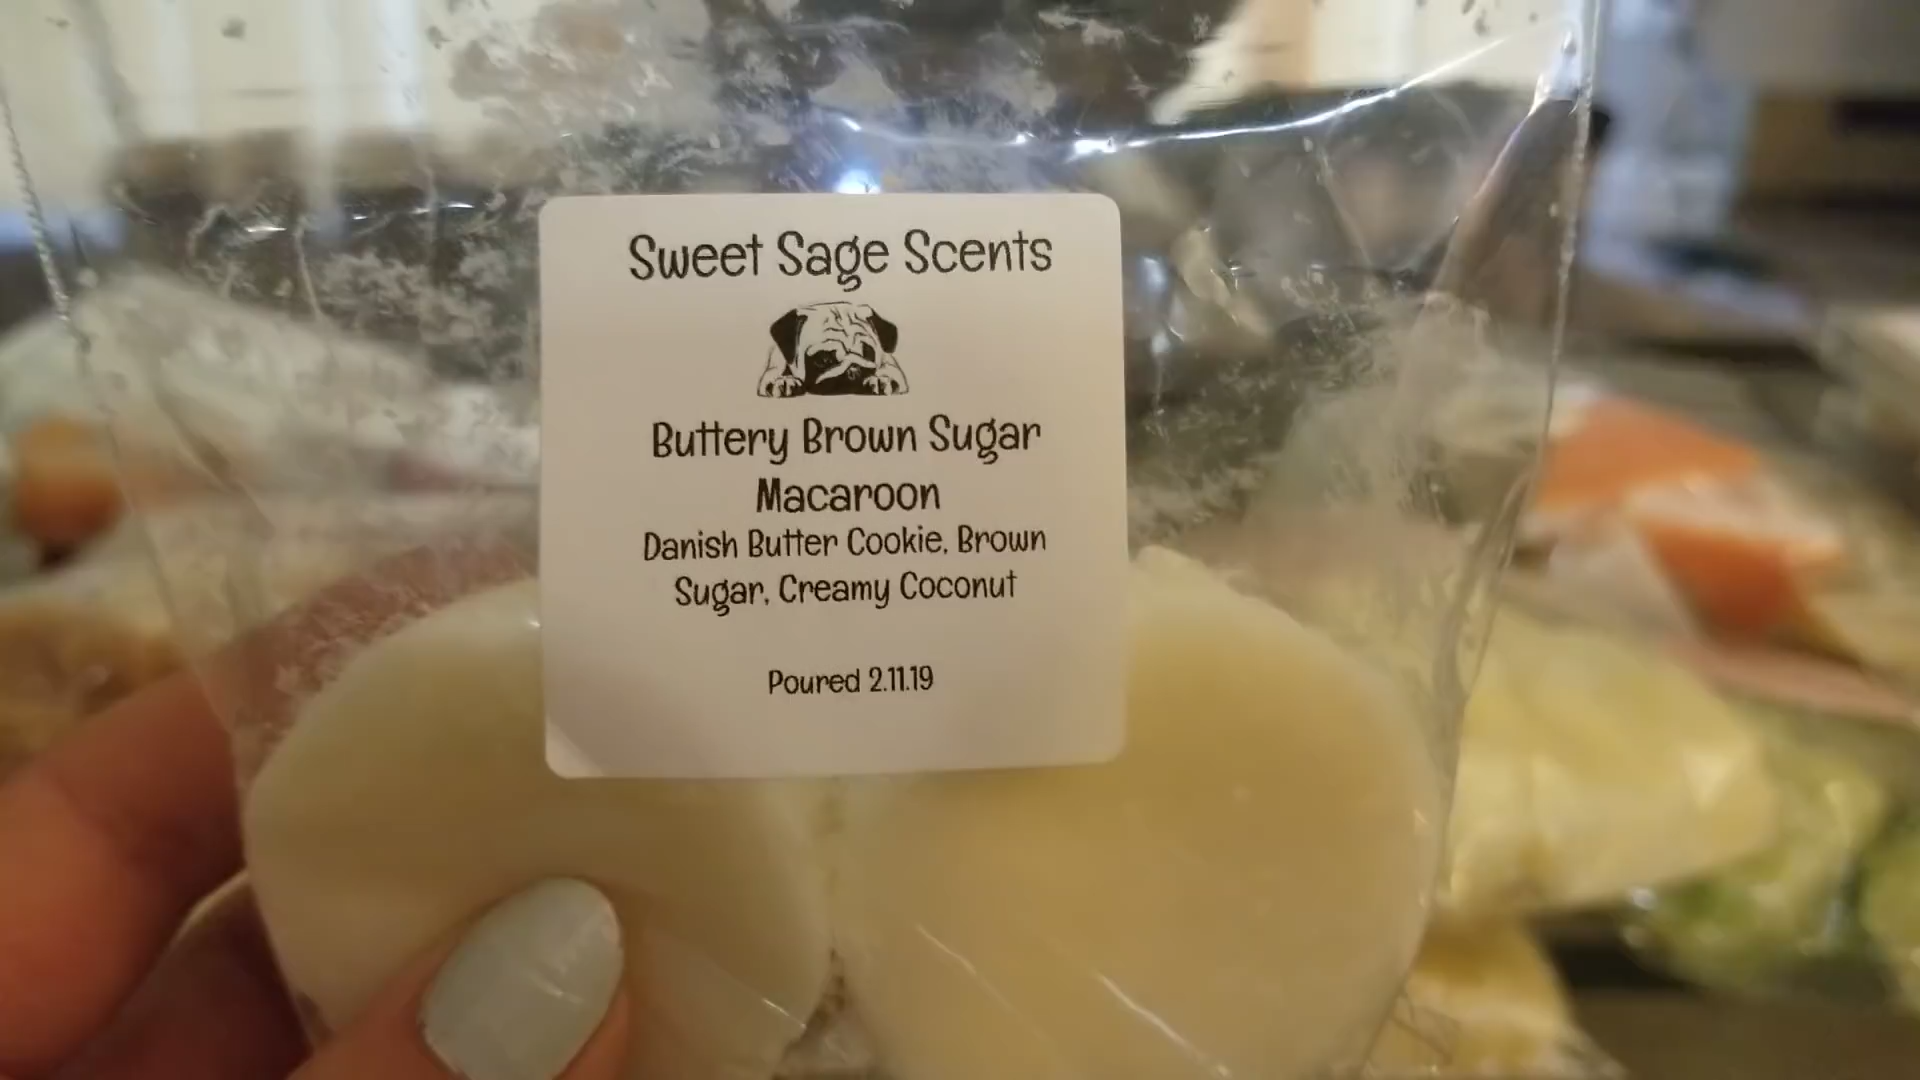 Sweet Sage Scents
Buttery Brown Sugar
Macaroon
Danish Butter Cookie, Brown
Sugar, Creamy Coconut
Poured 2.11.19